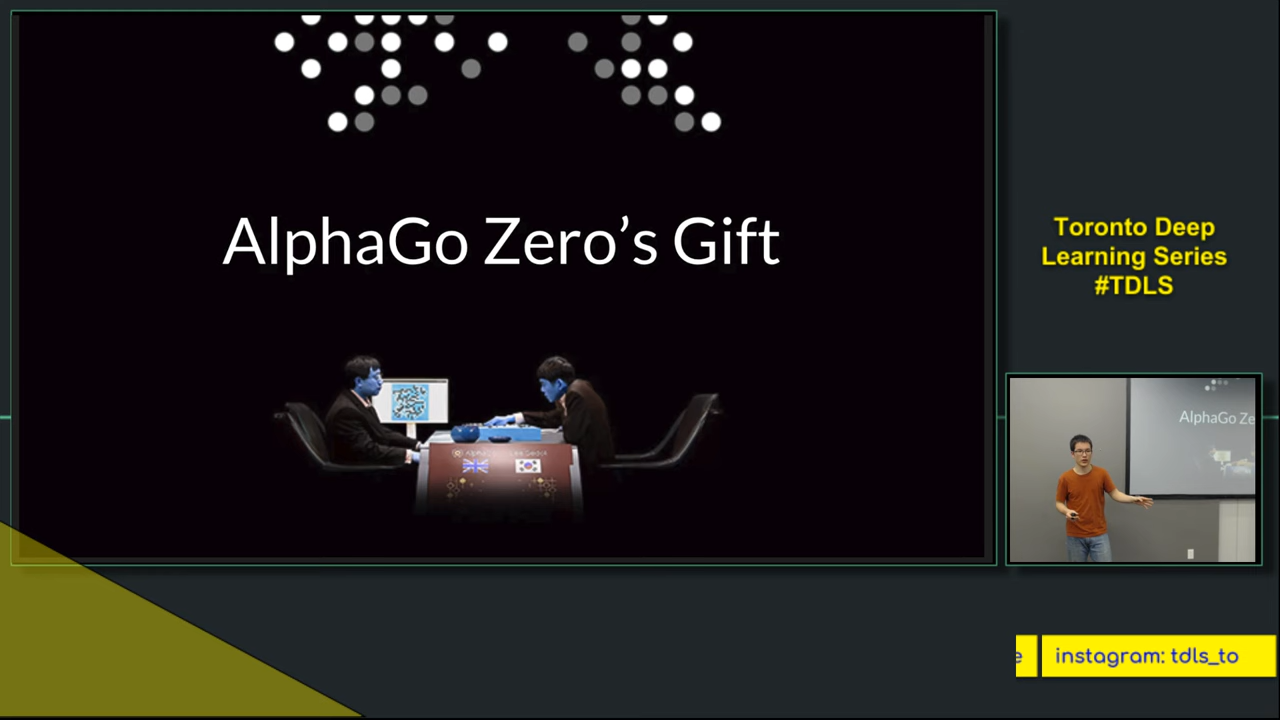 AlphaGo Zero’s Gift
Toronto Deep
Learning Series
#TDLS
AlphaGo Ze
e
instagram: tdls_to